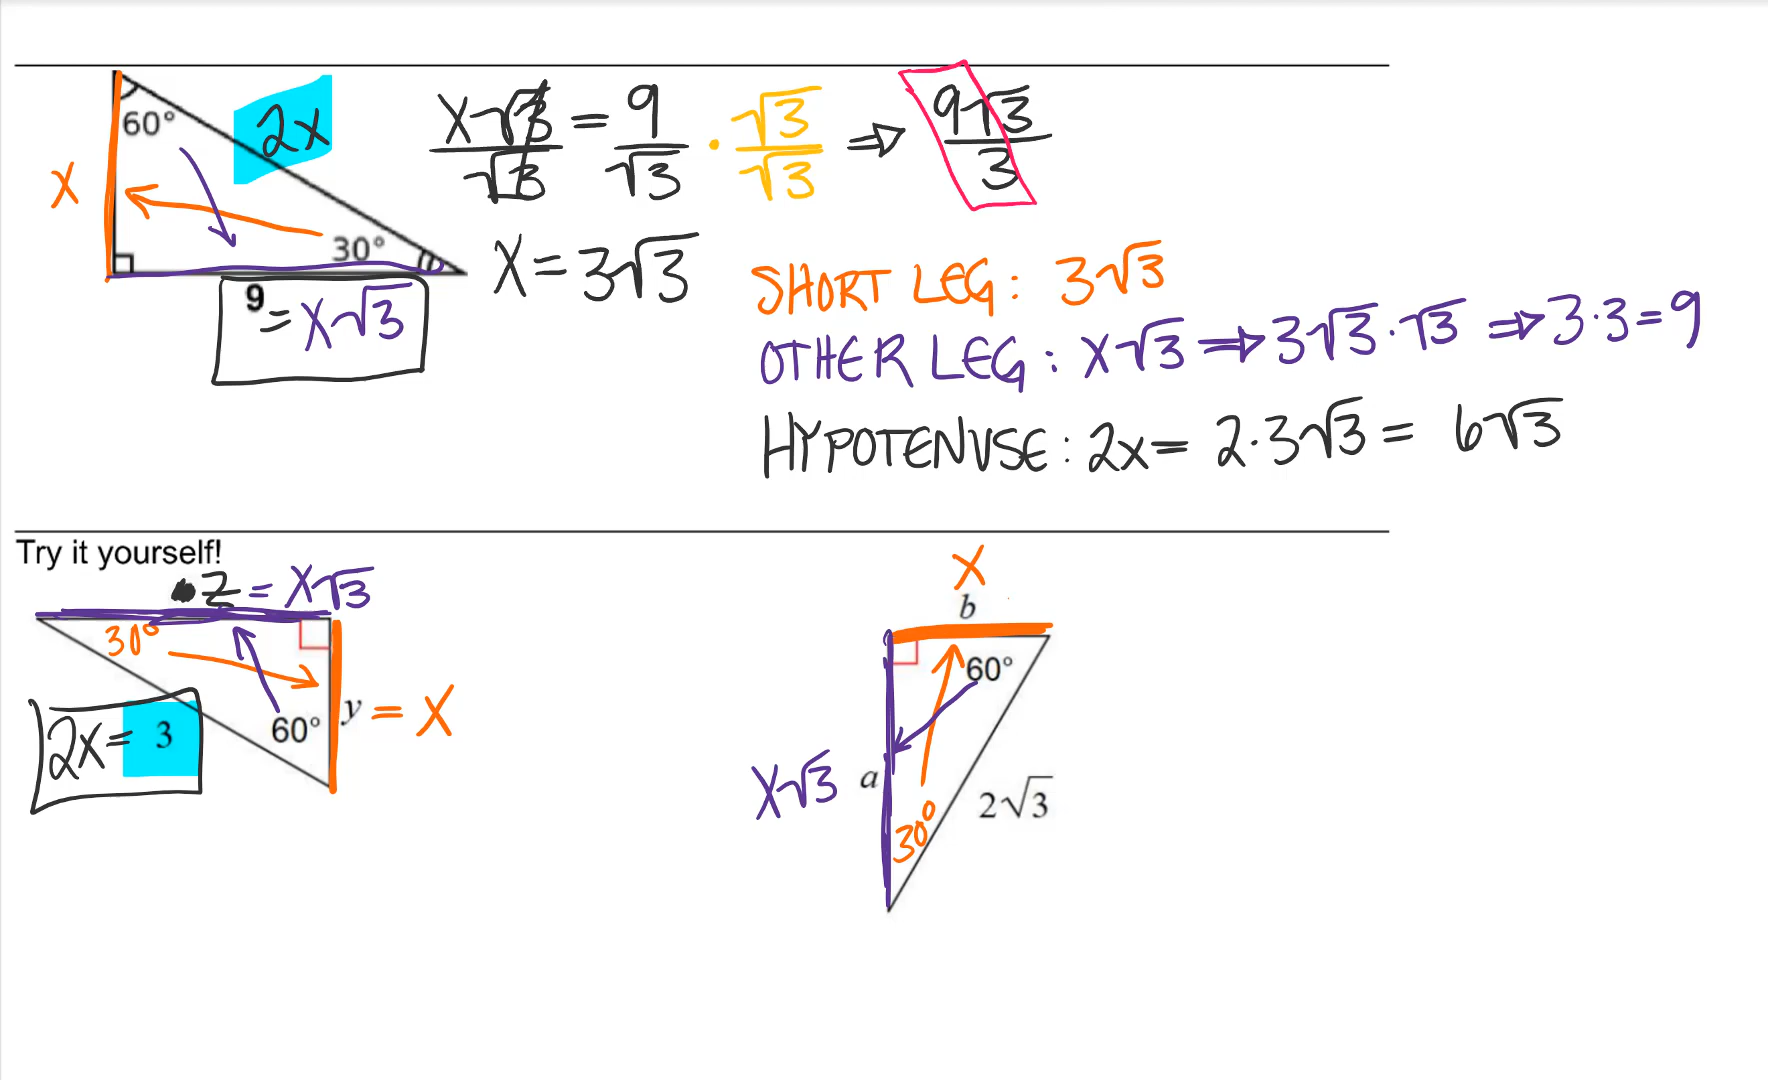 60° 2x
x
30°
9 = x√3
x√3/√3 = 9/√3 · √3/√3 ⇒ 9√3/3
x = 3√3
SHORT LEG: 3√3
OTHER LEG: x√3 ⇒ 3√3·√3 ⇒ 3·3=9
HYPOTENUSE: 2x = 2·3√3 = 6√3
Try it yourself!
z = x√3
30°
60° y = x
2x = 3
x
b
60°
x√3 a
30°
2√3